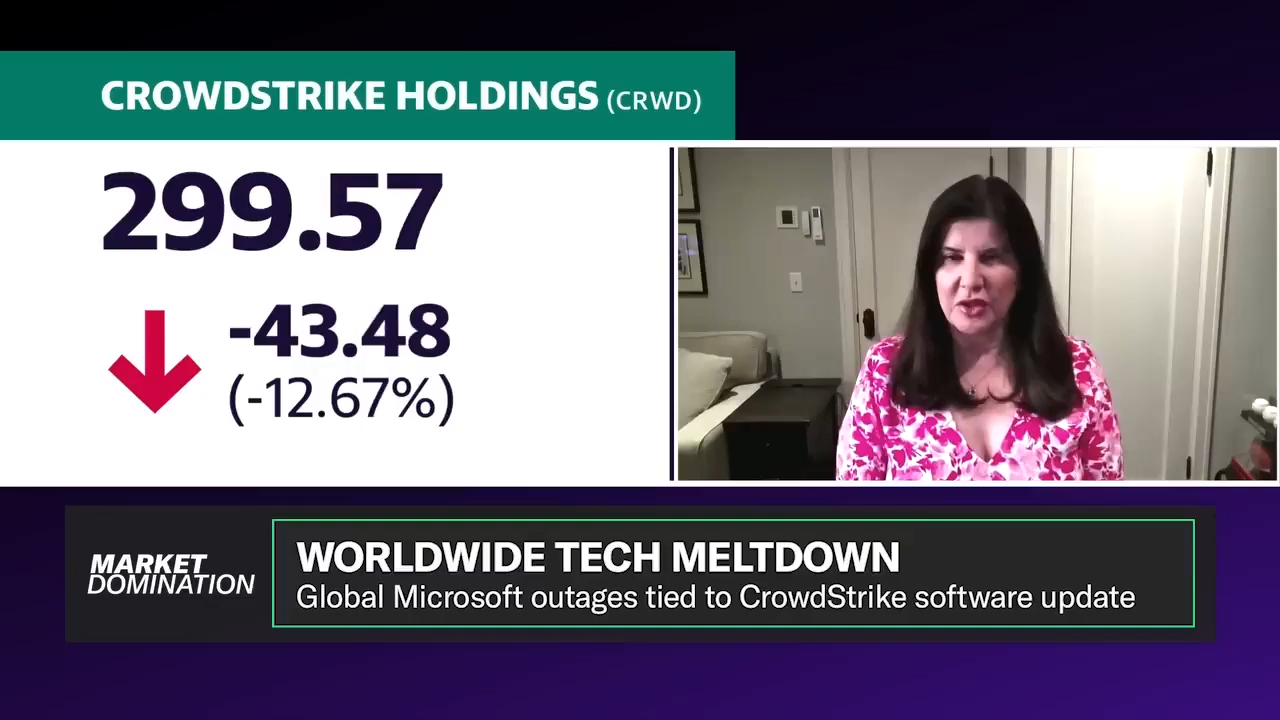 CROWDSTRIKE HOLDINGS (CRWD)
299.57
-43.48
(-12.67%)
MARKET
DOMINATION
WORLDWIDE TECH MELTDOWN
Global Microsoft outages tied to CrowdStrike software update